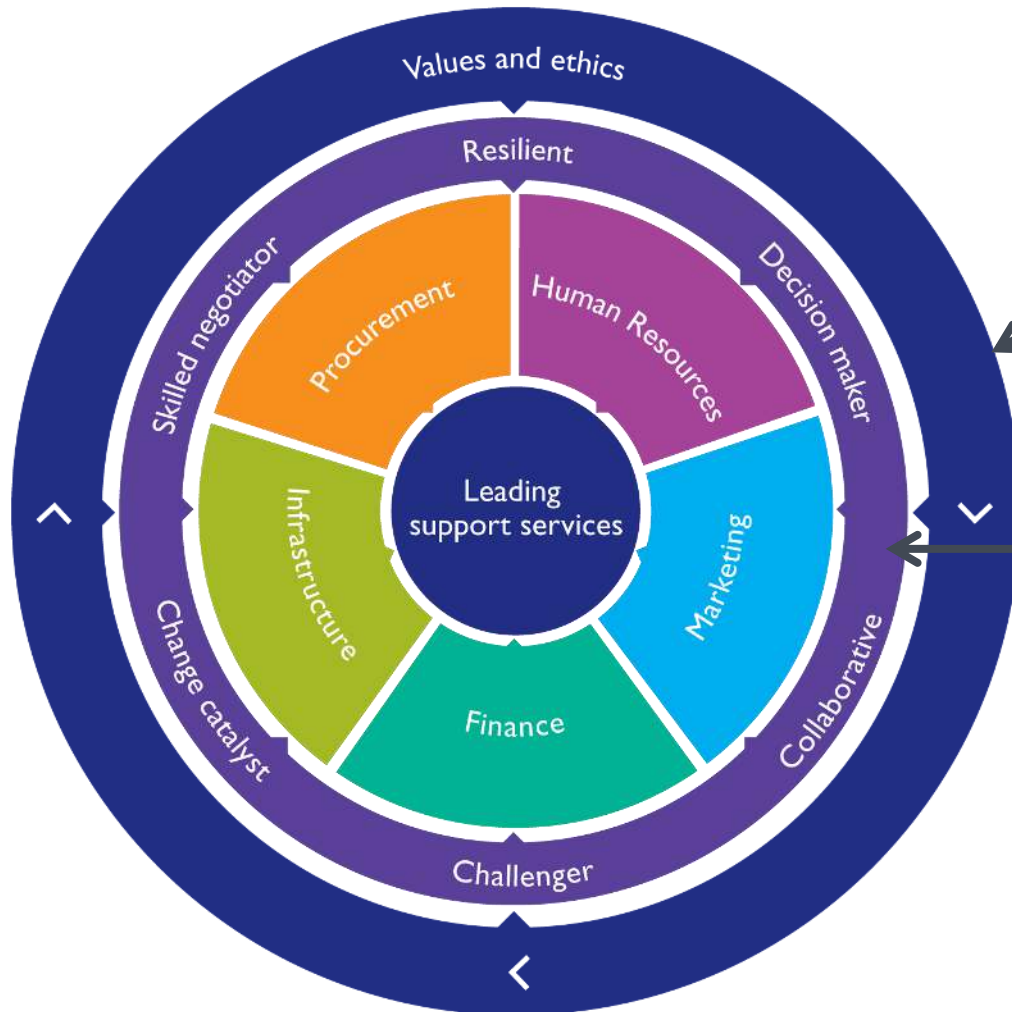 Values and ethics
Resilient
Decision maker
Collaborative
Challenger
Change catalyst
Skilled negotiator
Procurement
Human Resources
Marketing
Finance
Infrastructure
Leading
support services